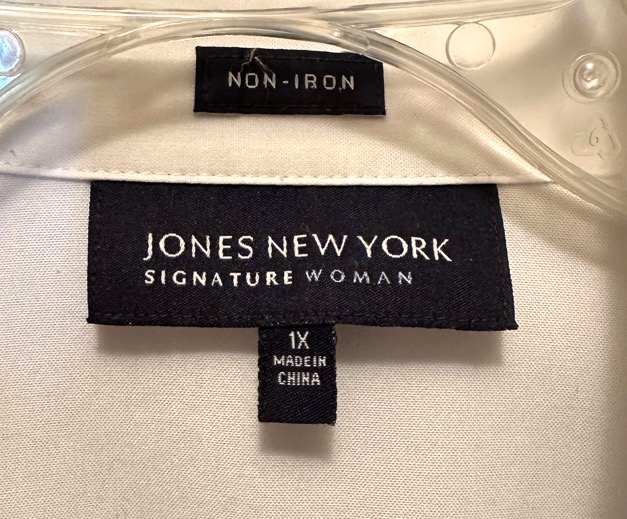 NON-IRON
JONES NEW YORK
SIGNATURE WOMAN
1X
MADE IN
CHINA